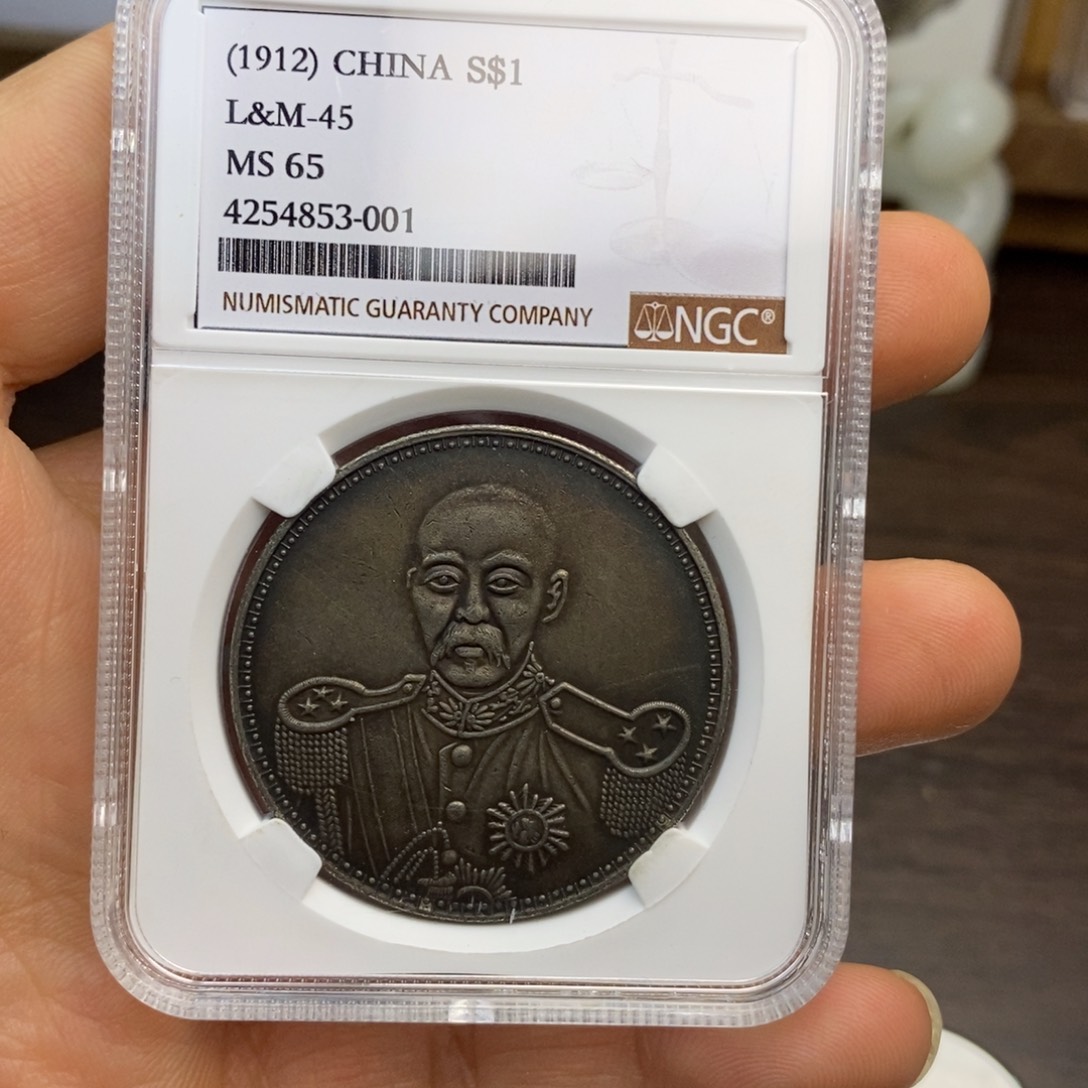 (1912) CHINA S$1
L&M-45
MS 65
4254853-001
NUMISMATIC GUARANTY COMPANY
NGC®